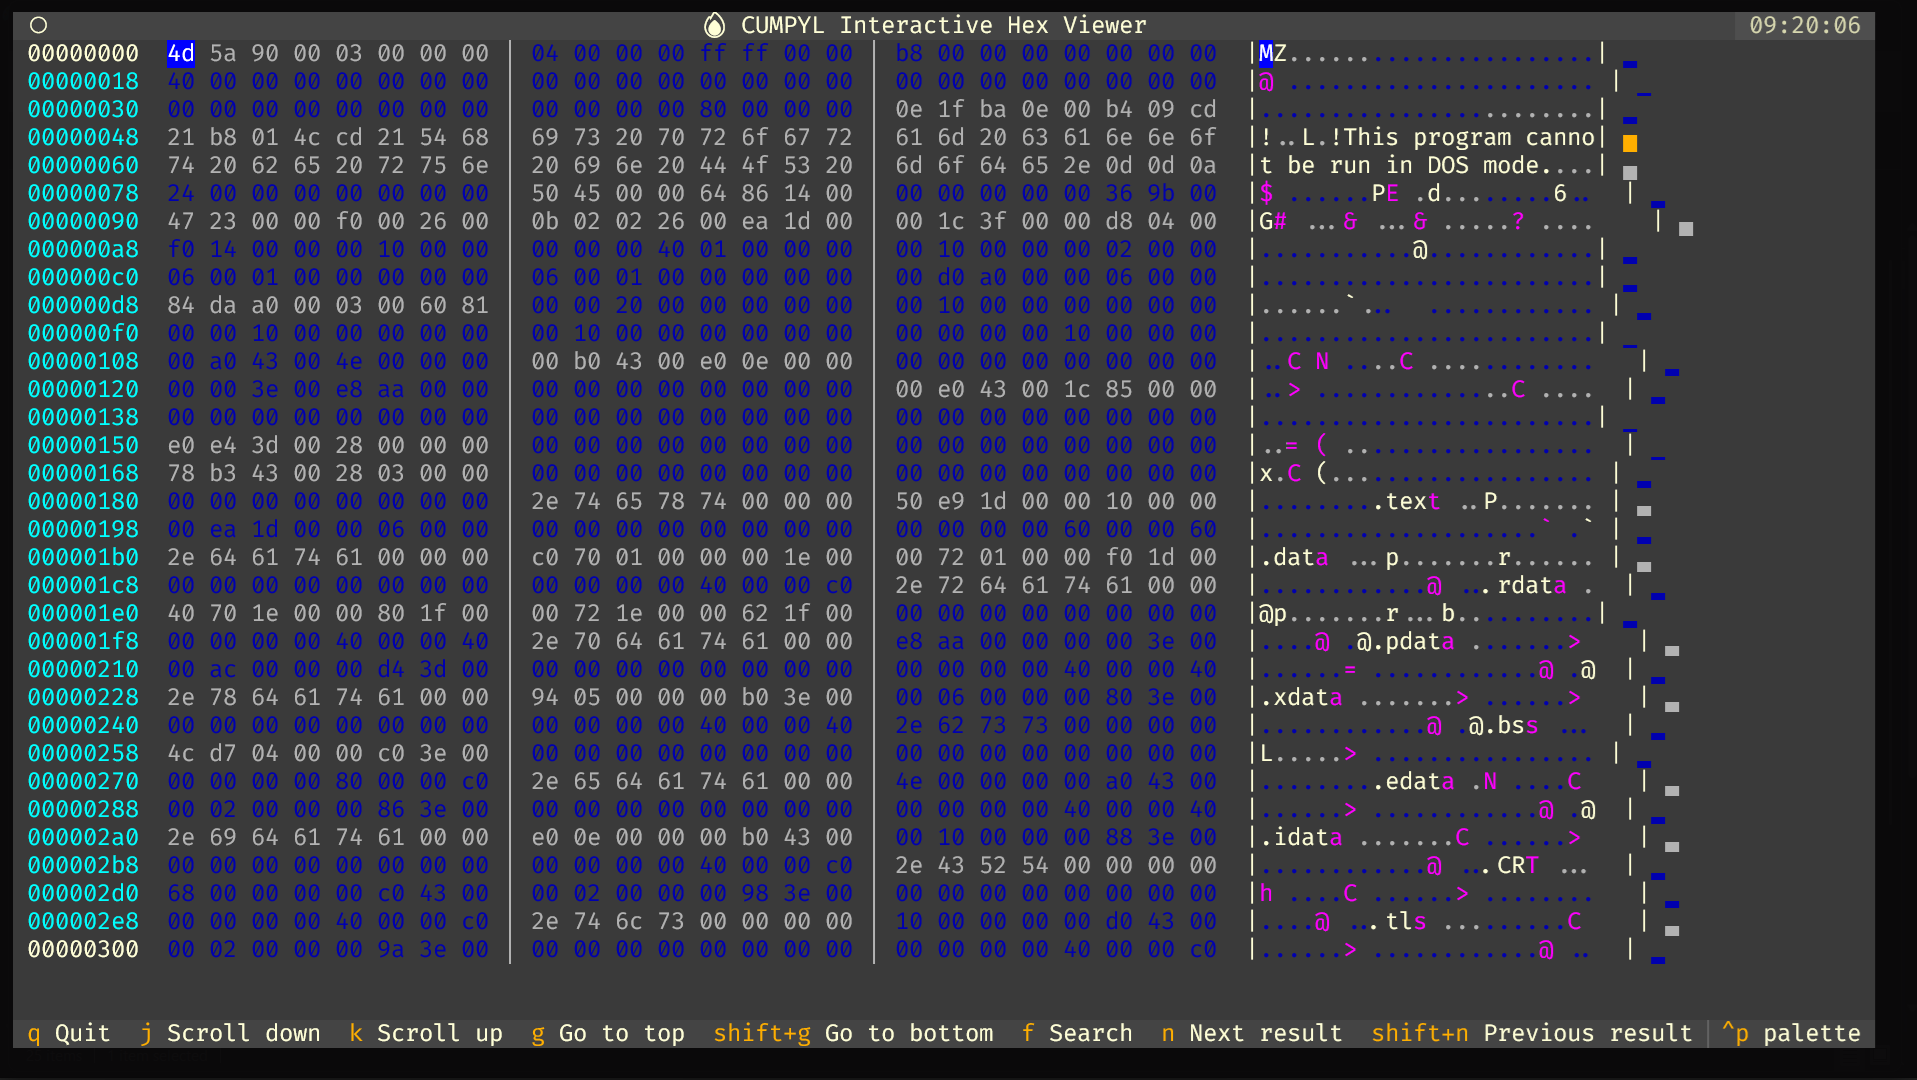 CUMPYL Interactive Hex Viewer 09:20:06
00000000 4d 5a 90 00 03 00 00 00 04 00 00 00 ff ff 00 00 b8 00 00 00 00 00 00 00 |MZ......................|
00000018 40 00 00 00 00 00 00 00 00 00 00 00 00 00 00 00 00 00 00 00 00 00 00 00 |@ ......................|
00000030 00 00 00 00 00 00 00 00 00 00 00 00 80 00 00 00 0e 1f ba 0e 00 b4 09 cd |........................|
00000048 21 b8 01 4c cd 21 54 68 69 73 20 70 72 6f 67 72 61 6d 20 63 61 6e 6e 6f |!..L.!This program canno|
00000060 74 20 62 65 20 72 75 6e 20 69 6e 20 44 4f 53 20 6d 6f 64 65 2e 0d 0d 0a |t be run in DOS mode....|
00000078 24 00 00 00 00 00 00 00 50 45 00 00 64 86 14 00 00 00 00 00 00 36 9b 00 |$ ......PE .d........6.. |
00000090 47 23 00 00 00 f0 00 26 00 0b 02 02 26 00 ea 1d 00 00 1c 3f 00 00 d8 04 00 |G# ...& ...& .....? .... |
000000a8 f0 14 00 00 00 10 00 00 00 00 00 40 01 00 00 00 00 10 00 00 00 02 00 00 |...........@............|
000000c0 06 00 01 00 00 00 00 00 06 00 01 00 00 00 00 00 00 d0 a0 00 00 06 00 00 |........................|
000000d8 84 da a0 00 03 00 60 81 00 00 20 00 00 00 00 00 00 10 00 00 00 00 00 00 |......`...   ............|
000000f0 00 00 10 00 00 00 00 00 00 10 00 00 00 00 00 00 00 00 00 00 10 00 00 00 |........................|
00000108 00 a0 43 00 4e 00 00 00 00 b0 43 00 e0 0e 00 00 00 00 00 00 00 00 00 00 |..C N ....C ............ |
00000120 00 00 3e 00 e8 aa 00 00 00 00 00 00 00 00 00 00 00 e0 43 00 1c 85 00 00 |..> ..............C .... |
00000138 00 00 00 00 00 00 00 00 00 00 00 00 00 00 00 00 00 00 00 00 00 00 00 00 |........................|
00000150 e0 e4 3d 00 28 00 00 00 00 00 00 00 00 00 00 00 00 00 00 00 00 00 00 00 |..= ( .................. |
00000168 78 b3 43 00 28 03 00 00 00 00 00 00 00 00 00 00 00 00 00 00 00 00 00 00 |x.C (................... |
00000180 00 00 00 00 00 00 00 00 2e 74 65 78 74 00 00 00 50 e9 1d 00 00 10 00 00 |.........text ..P....... |
00000198 00 ea 1d 00 00 06 00 00 00 00 00 00 00 00 00 00 00 00 00 00 60 00 00 60 |....................` .` |
000001b0 2e 64 61 74 61 00 00 00 c0 70 01 00 00 00 1e 00 00 72 01 00 00 f0 1d 00 |.data ...p.......r...... |
000001c8 00 00 00 00 00 00 00 00 00 00 00 00 40 00 00 c0 2e 72 64 61 74 61 00 00 |............@ ...rdata . |
000001e0 40 70 1e 00 00 80 1f 00 00 72 1e 00 00 62 1f 00 00 00 00 00 00 00 00 00 |@p.......r...b..........|
000001f8 00 00 00 00 40 00 00 40 2e 70 64 61 74 61 00 00 e8 aa 00 00 00 00 3e 00 |....@ .@.pdata .......> |
00000210 00 ac 00 00 00 d4 3d 00 00 00 00 00 00 00 00 00 00 00 00 00 40 00 00 40 |......= ............@ .@ |
00000228 2e 78 64 61 74 61 00 00 94 05 00 00 00 b0 3e 00 00 06 00 00 00 80 3e 00 |.xdata .......> ......> |
00000240 00 00 00 00 00 00 00 00 00 00 00 00 40 00 00 40 2e 62 73 73 00 00 00 00 |............@ .@.bss ... |
00000258 4c d7 04 00 00 c0 3e 00 00 00 00 00 00 00 00 00 00 00 00 00 00 00 00 00 |L.....> ................ |
00000270 00 00 00 00 80 00 00 c0 2e 65 64 61 74 61 00 00 4e 00 00 00 00 a0 43 00 |.........edata .N .....C |
00000288 00 02 00 00 00 86 3e 00 00 00 00 00 00 00 00 00 00 00 00 00 40 00 00 40 |......> ............@ .@ |
000002a0 2e 69 64 61 74 61 00 00 e0 0e 00 00 00 b0 43 00 00 10 00 00 00 88 3e 00 |.idata .......C ......> |
000002b8 00 00 00 00 00 00 00 00 00 00 00 00 40 00 00 c0 2e 43 52 54 00 00 00 00 |............@ ...CRT ... |
000002d0 68 00 00 00 00 c0 43 00 00 02 00 00 00 98 3e 00 00 00 00 00 00 00 00 00 |h ....C .......> ........ |
000002e8 00 00 00 00 40 00 00 c0 2e 74 6c 73 00 00 00 00 10 00 00 00 00 d0 43 00 |....@ ...tls .........C |
00000300 00 02 00 00 00 9a 3e 00 00 00 00 00 00 00 00 00 00 00 00 00 40 00 00 c0 |......> ............@ .. |
q Quit j Scroll down k Scroll up g Go to top shift+g Go to bottom f Search n Next result shift+n Previous result ^p palette